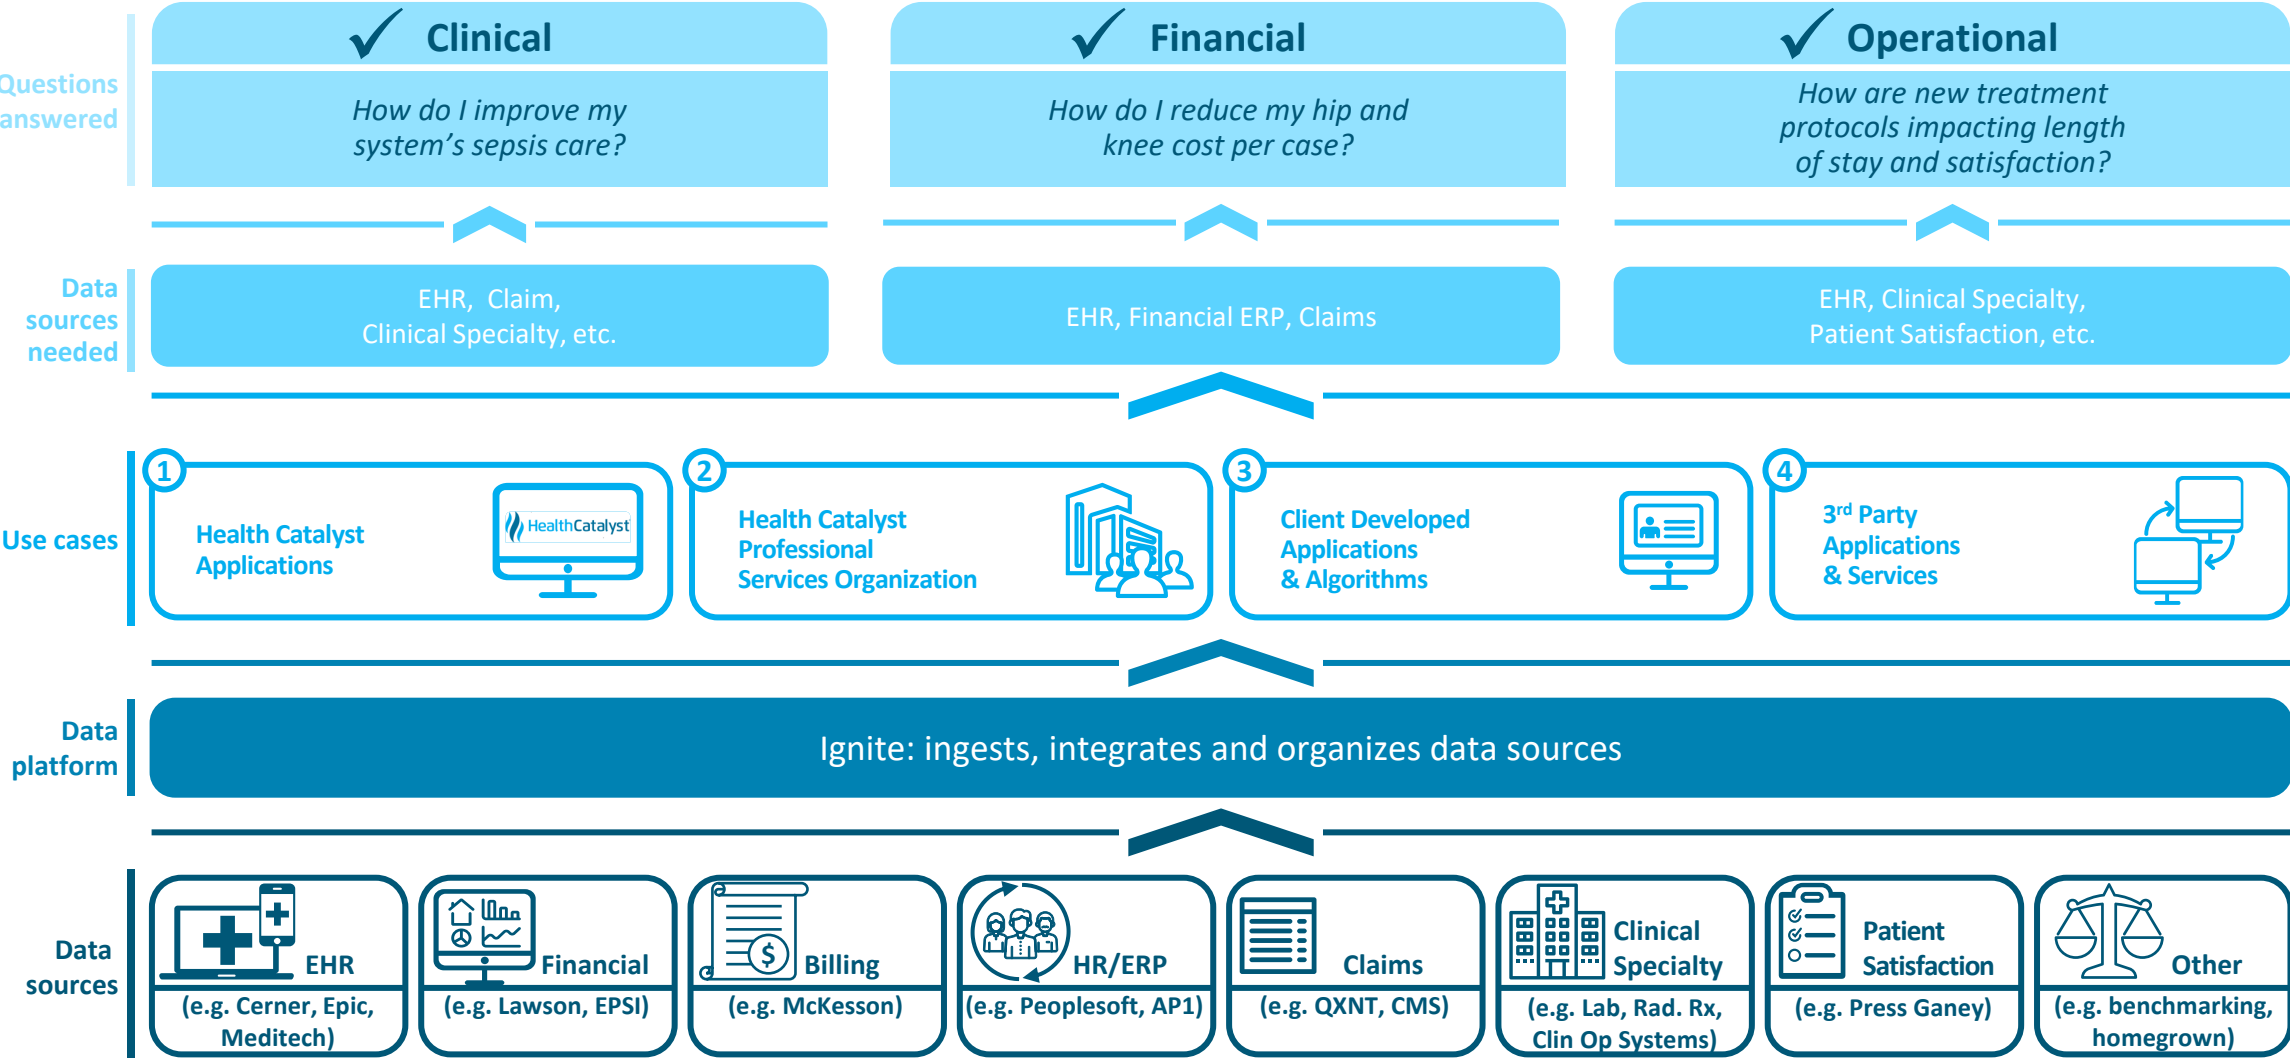 Questions
answered
✓ Clinical
How do I improve my
system's sepsis care?
✓ Financial
How do I reduce my hip and
knee cost per case?
✓ Operational
How are new treatment
protocols impacting length
of stay and satisfaction?
Data
sources
needed
EHR, Claim,
Clinical Specialty, etc.
EHR, Financial ERP, Claims
EHR, Clinical Specialty,
Patient Satisfaction, etc.
Use cases
1
Health Catalyst
Applications
HealthCatalyst
2
Health Catalyst
Professional
Services Organization
3
Client Developed
Applications
& Algorithms
4
3rd Party
Applications
& Services
Data
platform
Ignite: ingests, integrates and organizes data sources
Data
sources
EHR
(e.g. Cerner, Epic,
Meditech)
Financial
(e.g. Lawson, EPSI)
$
Billing
(e.g. McKesson)
HR/ERP
(e.g. Peoplesoft, AP1)
Claims
(e.g. QXNT, CMS)
Clinical
Specialty
(e.g. Lab, Rad. Rx,
Clin Op Systems)
Patient
Satisfaction
(e.g. Press Ganey)
Other
(e.g. benchmarking,
homegrown)